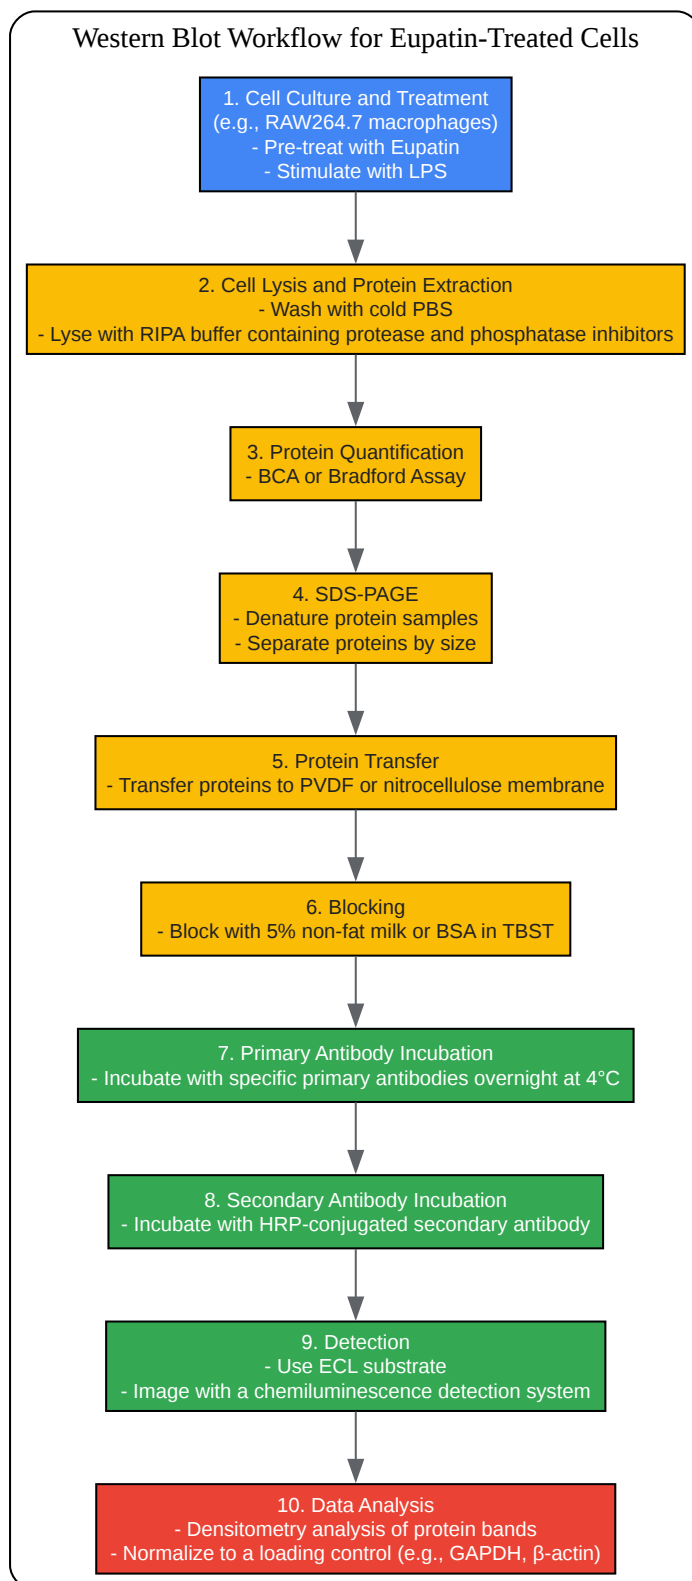 Western Blot Workflow for Eupatin-Treated Cells
1. Cell Culture and Treatment
(e.g., RAW264.7 macrophages)
- Pre-treat with Eupatin
- Stimulate with LPS
2. Cell Lysis and Protein Extraction
- Wash with cold PBS
- Lyse with RIPA buffer containing protease and phosphatase inhibitors
3. Protein Quantification
- BCA or Bradford Assay
4. SDS-PAGE
- Denature protein samples
- Separate proteins by size
5. Protein Transfer
- Transfer proteins to PVDF or nitrocellulose membrane
6. Blocking
- Block with 5% non-fat milk or BSA in TBST
7. Primary Antibody Incubation
- Incubate with specific primary antibodies overnight at 4°C
8. Secondary Antibody Incubation
- Incubate with HRP-conjugated secondary antibody
9. Detection
- Use ECL substrate
- Image with a chemiluminescence detection system
10. Data Analysis
- Densitometry analysis of protein bands
- Normalize to a loading control (e.g., GAPDH, β-actin)